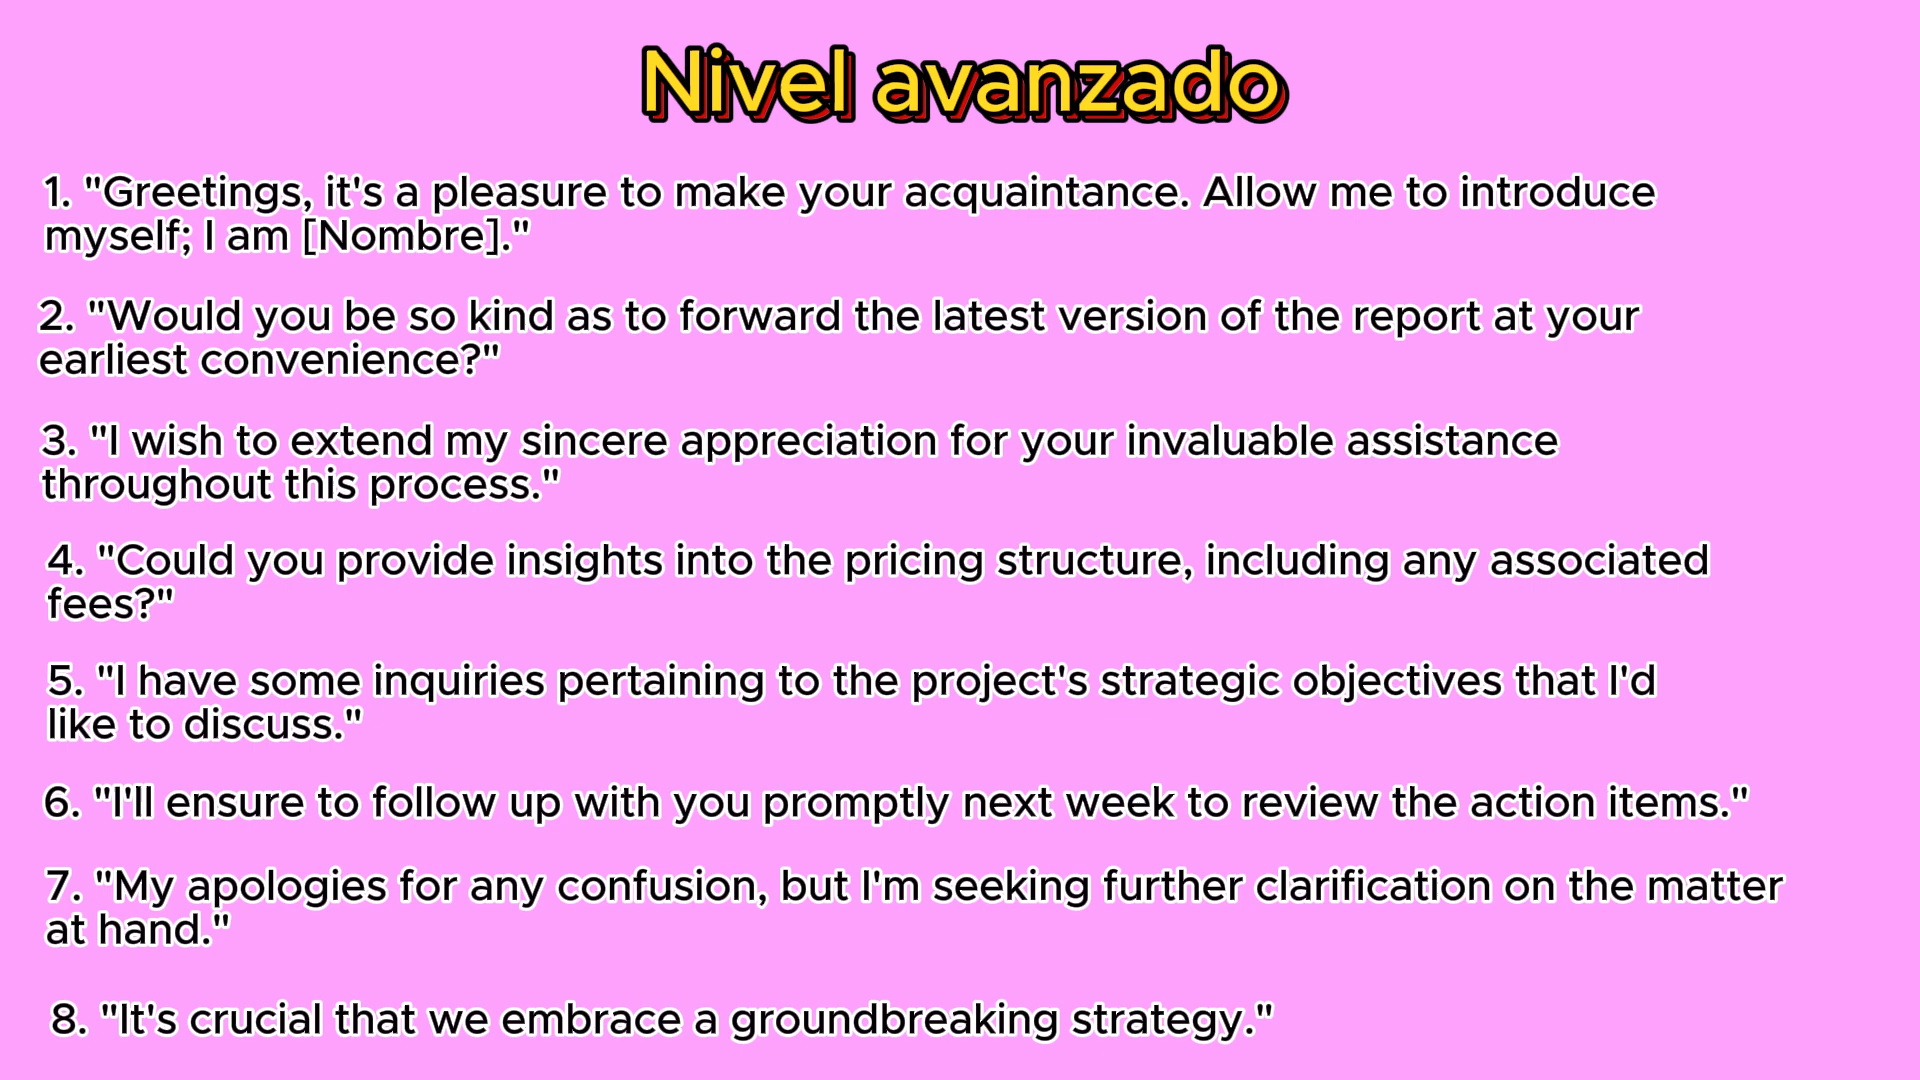 Nivel avanzado
1. "Greetings, it's a pleasure to make your acquaintance. Allow me to introduce
myself; I am [Nombre]."
2. "Would you be so kind as to forward the latest version of the report at your
earliest convenience?"
3. "I wish to extend my sincere appreciation for your invaluable assistance
throughout this process."
4. "Could you provide insights into the pricing structure, including any associated
fees?"
5. "I have some inquiries pertaining to the project's strategic objectives that I'd
like to discuss."
6. "I'll ensure to follow up with you promptly next week to review the action items."
7. "My apologies for any confusion, but I'm seeking further clarification on the matter
at hand."
8. "It's crucial that we embrace a groundbreaking strategy."